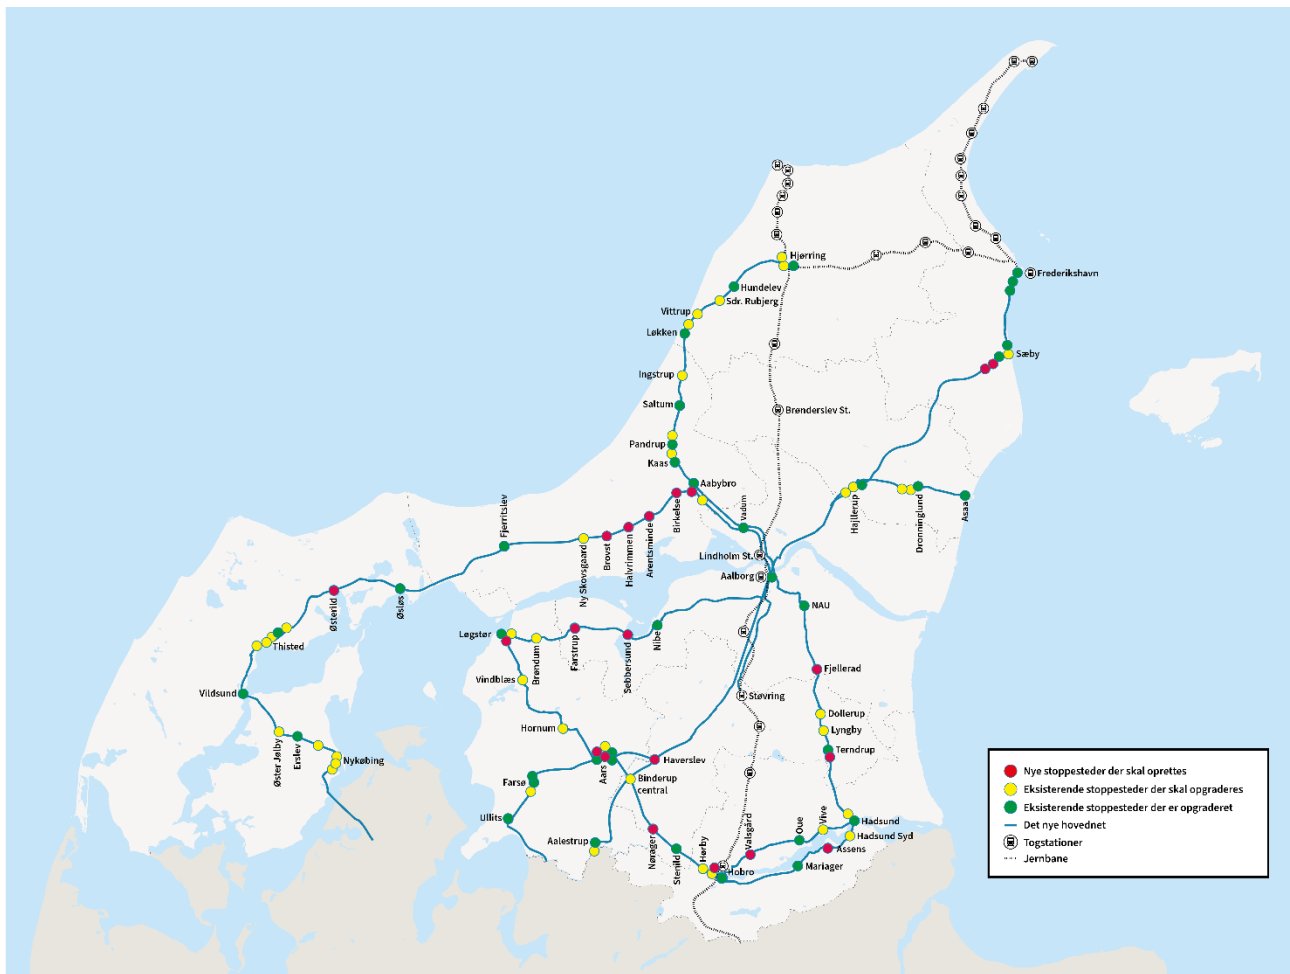 Hjørring
Frederikshavn
Hundelev
Sdr. Rubjerg
Vittrup
Løkken
Sæby
Ingstrup
Saltum
Brønderslev St.
Pandrup
Kaas
Aabybro
Birkelse
Vadum
Højllerup
Dronninglund
Asaa
Fjerritslev
Ny Skovsgaard
Brovst
Halvrimmen
Arentsminde
Lindholm St.
Aalborg
Østerild
Øsløs
NAU
Thisted
Løgstør
Brøndum
Farstrup
Sebbersund
Nibe
Fjellerad
Vindblæs
Vildsund
Støvring
Dollerup
Lyngby
Hornum
Terndrup
Øster Jølby
Erslev
Nykøbing
Aars
Haverslev
Farsø
Binderup
central
Ullits
Aalestrup
Nørager
Stenild
Hørby
Valsgård
Oue
Vive
Hadsund
Hadsund Syd
Assens
Mariager
Hobro
Nye stoppesteder der skal oprettes
Eksisterende stoppesteder der skal opgraderes
Eksisterende stoppesteder der er opgraderet
Det nye hovednet
Togstationer
Jernbane